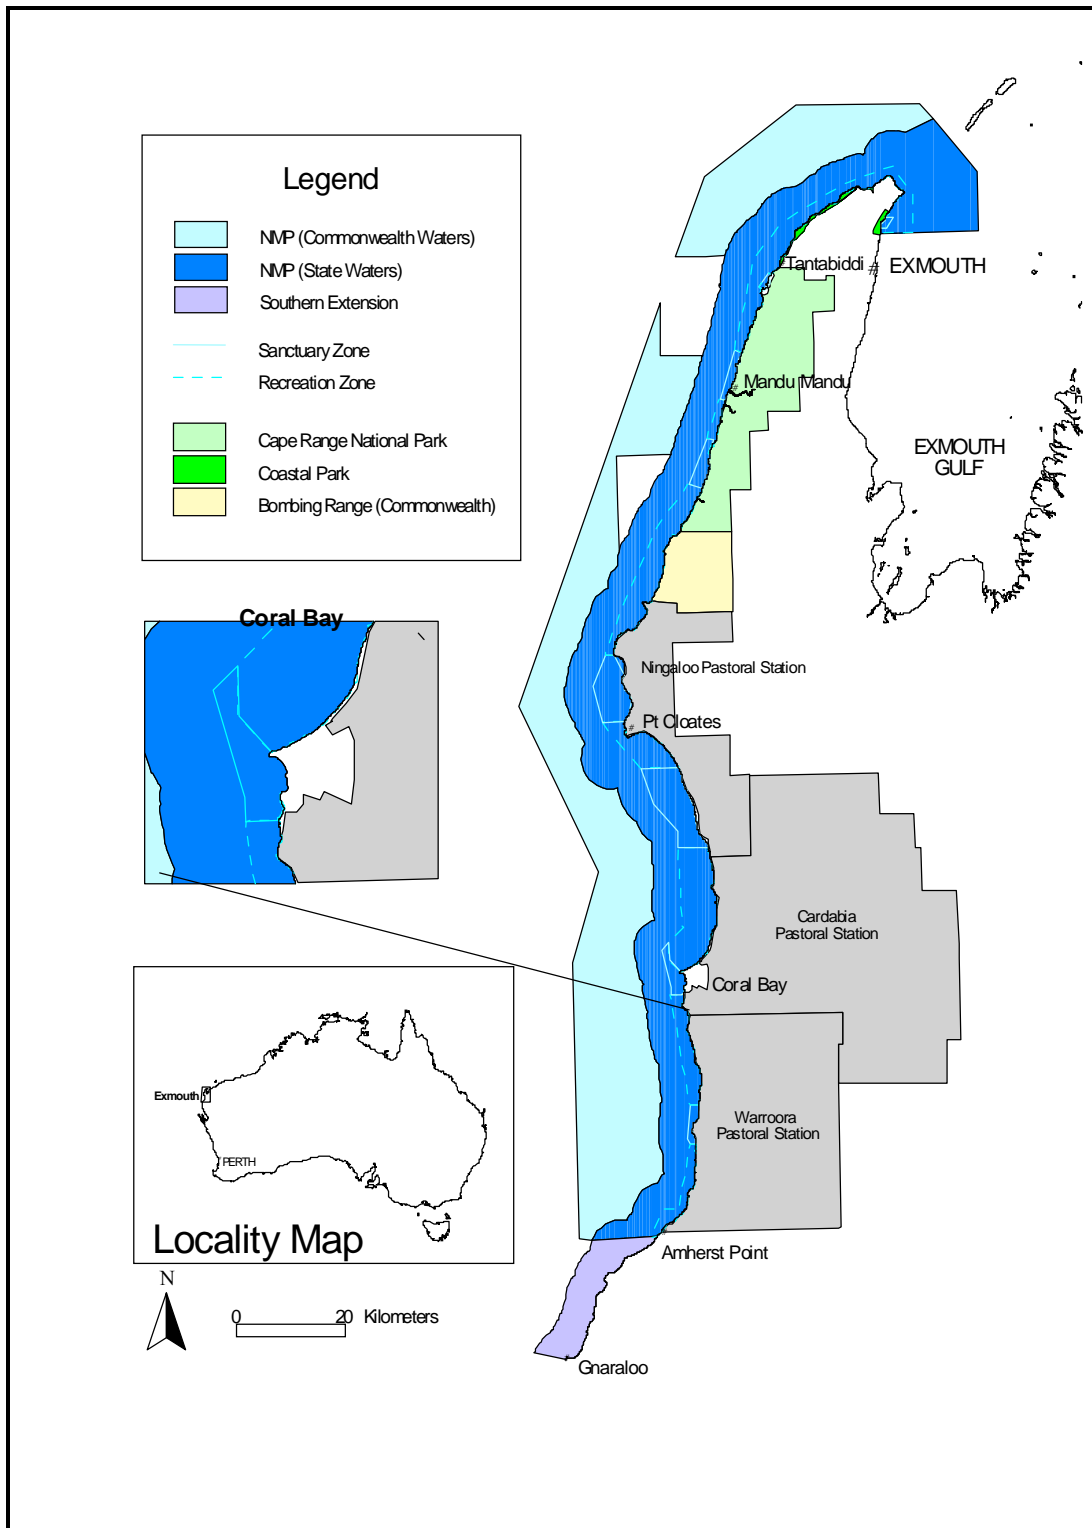 Legend
NMP (Commonwealth Waters)
NMP (State Waters)
Southern Extension
Sanctuary Zone
Recreation Zone
Cape Range National Park
Coastal Park
Bombing Range (Commonwealth)
Tantabiddi
EXMOUTH
Mandu Mandu
EXMOUTH
GULF
Coral Bay
Ningaloo Pastoral Station
Pt Cloates
Cardabia
Pastoral Station
Coral Bay
Warroora
Pastoral Station
Exmouth
PERTH
Locality Map
Amherst Point
N
0 20 Kilometers
Gnaraloo